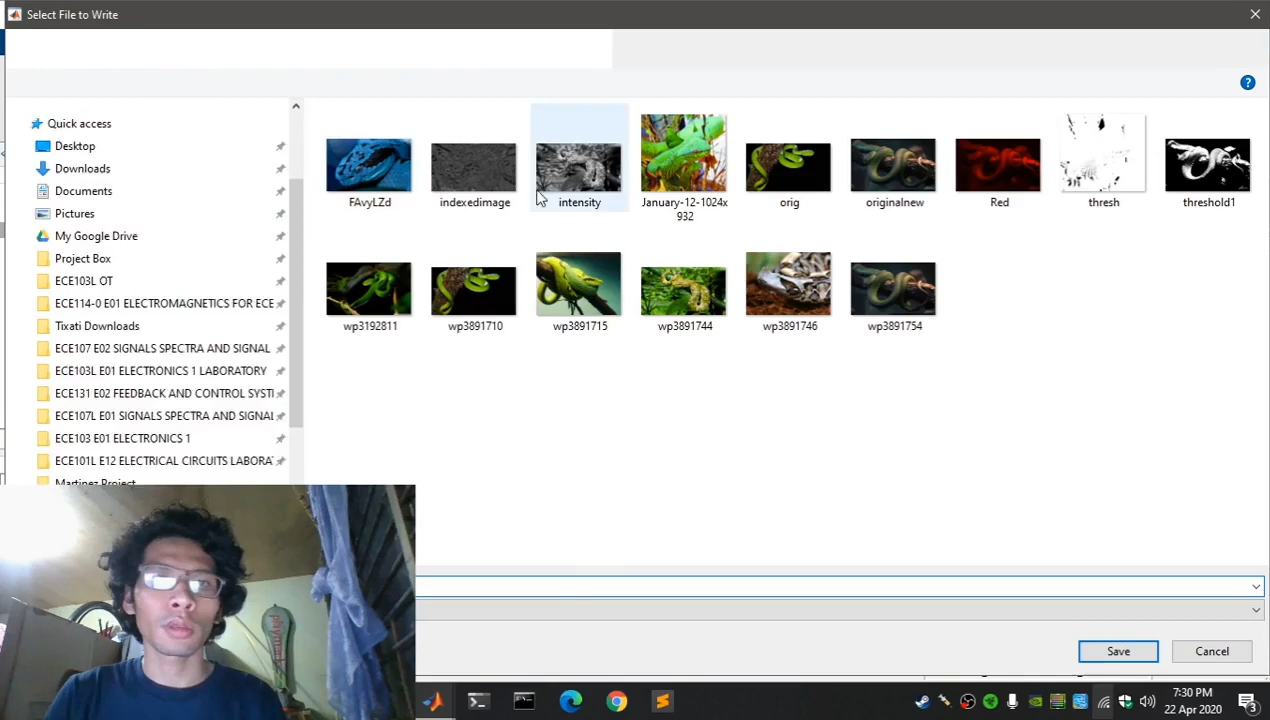 Select File to Write
Quick access
Desktop
Downloads
Documents
Pictures
My Google Drive
Project Box
ECE103L OT
ECE114-0 E01 ELECTROMAGNETICS FOR ECE
Tixati Downloads
ECE107 E02 SIGNALS SPECTRA AND SIGNAL
ECE103L E01 ELECTRONICS 1 LABORATORY
ECE131 E02 FEEDBACK AND CONTROL SYSTI
ECE107L E01 SIGNALS SPECTRA AND SIGNAL
ECE103 E01 ELECTRONICS 1
ECE101L E12 ELECTRICAL CIRCUITS LABORA
Martinez Project
FAvyLZd
indexedimage
intensity
January-12-1024x
932
orig
originalnew
Red
thresh
threshold1
wp3192811
wp3891710
wp3891715
wp3891744
wp3891746
wp3891754
Save
Cancel
7:30 PM
22 Apr 2020
3